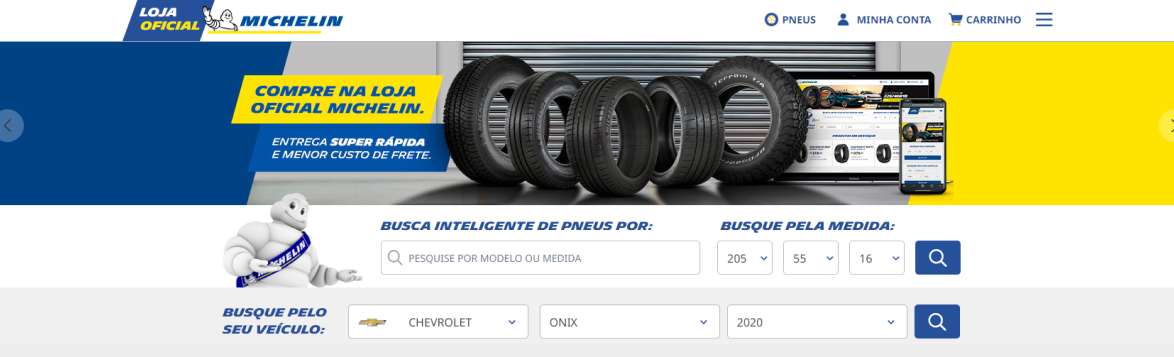 LOJA
OFICIAL
MICHELIN
PNEUS
MINHA CONTA
CARRINHO
COMPRE NA LOJA
OFICIAL MICHELIN.
ENTREGA SUPER RÁPIDA
E MENOR CUSTO DE FRETE.
MICHELIN
BUSCA INTELIGENTE DE PNEUS POR:
BUSQUE PELA MEDIDA:
PESQUISE POR MODELO OU MEDIDA
205
55
16
BUSQUE PELO
SEU VEÍCULO:
CHEVROLET
ONIX
2020